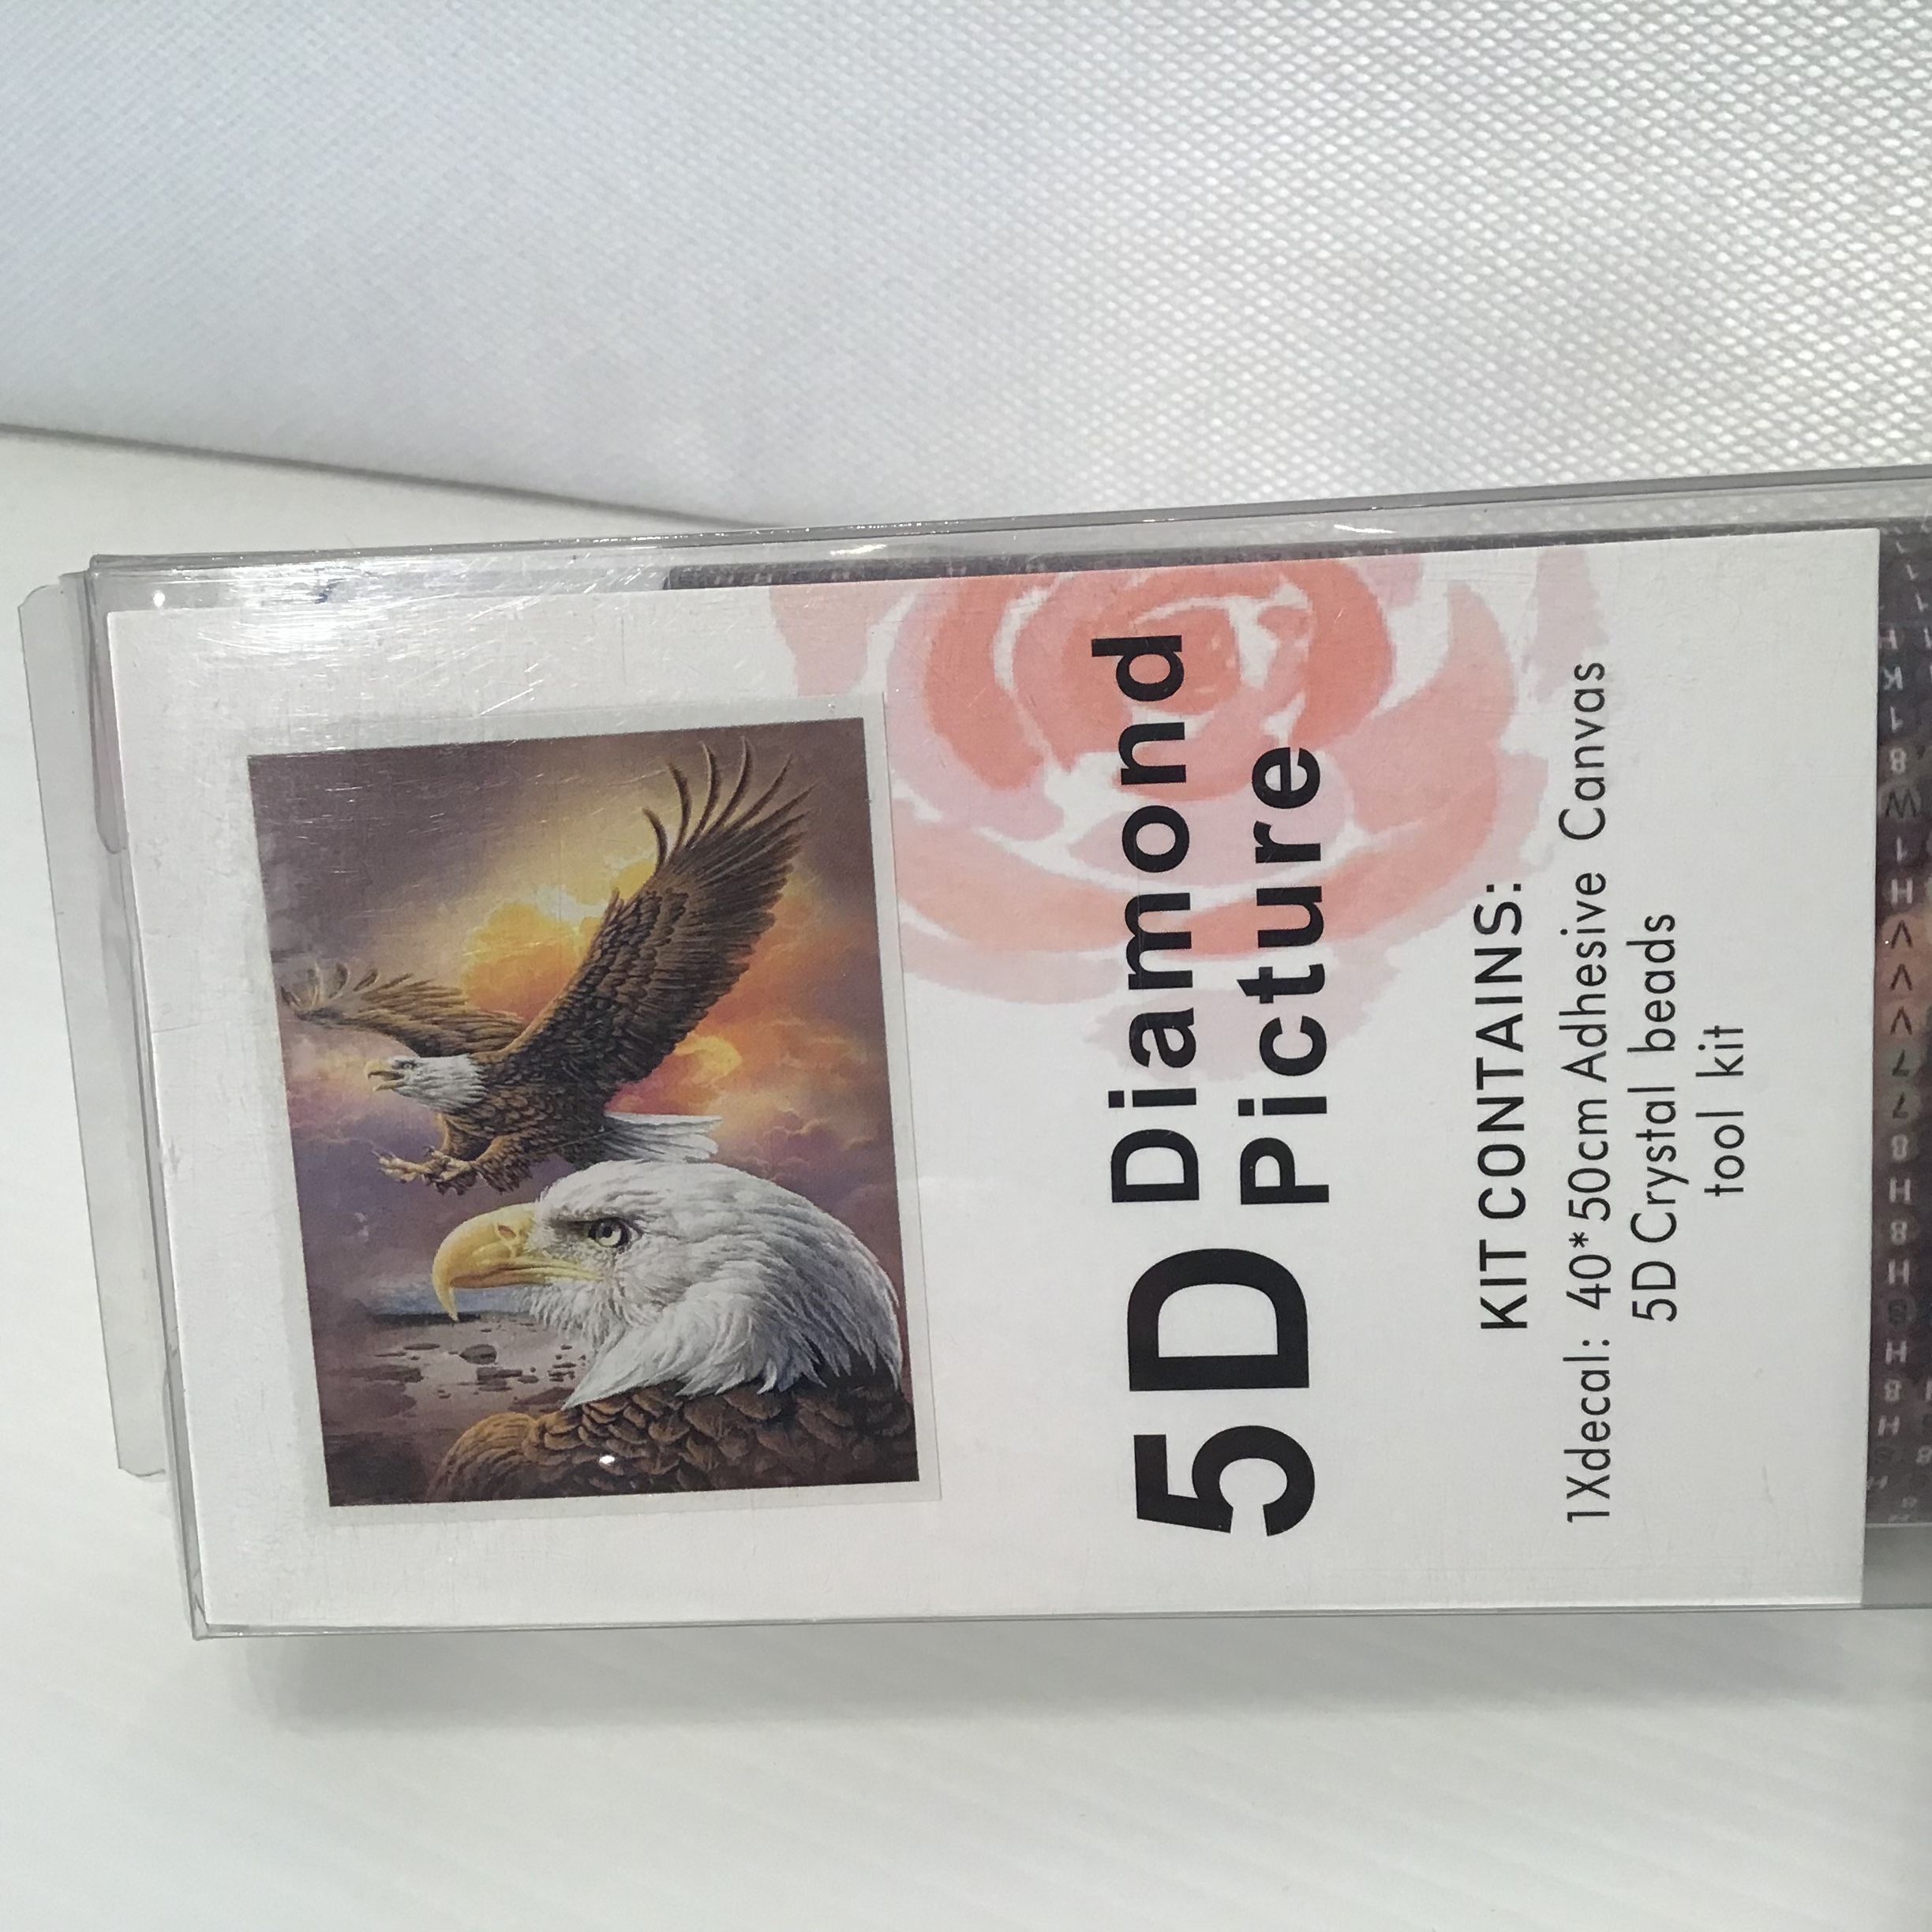 5D Diamond
Picture
KIT CONTAINS:
1Xdecal: 40*50cm Adhesive Canvas
5D Crystal beads
tool kit